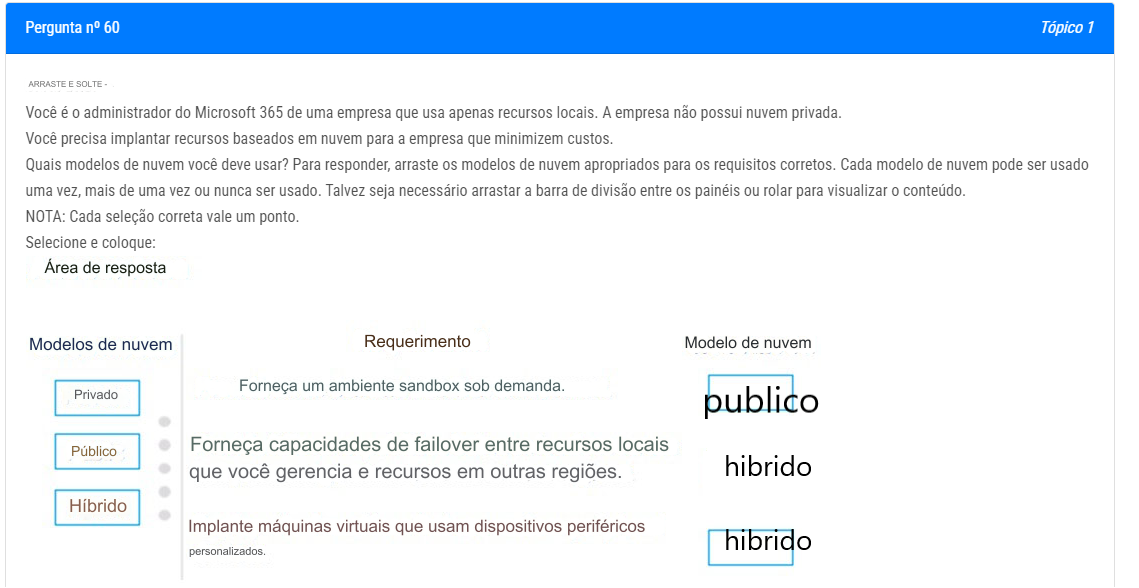 Pergunta nº 60
Tópico 1
ARRASTE E SOLTE -
Você é o administrador do Microsoft 365 de uma empresa que usa apenas recursos locais. A empresa não possui nuvem privada.
Você precisa implantar recursos baseados em nuvem para a empresa que minimizem custos.
Quais modelos de nuvem você deve usar? Para responder, arraste os modelos de nuvem apropriados para os requisitos corretos. Cada modelo de nuvem pode ser usado
uma vez, mais de uma vez ou nunca ser usado. Talvez seja necessário arrastar a barra de divisão entre os painéis ou rolar para visualizar o conteúdo.
NOTA: Cada seleção correta vale um ponto.
Selecione e coloque:
Área de resposta
Modelos de nuvem
Requerimento
Modelo de nuvem
Privado
Forneça um ambiente sandbox sob demanda.
publico
Público
Forneça capacidades de failover entre recursos locais
que você gerencia e recursos em outras regiões.
hibrido
Híbrido
Implante máquinas virtuais que usam dispositivos periféricos
personalizados.
hibrido